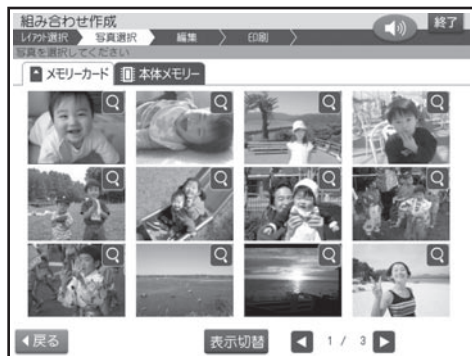 組み合わせ作成
終了
ﾚｲｱｳﾄ選択 写真選択 編集 印刷
写真を選択してください
メモリーカード 本体メモリー
戻る 表示切替 1 / 3